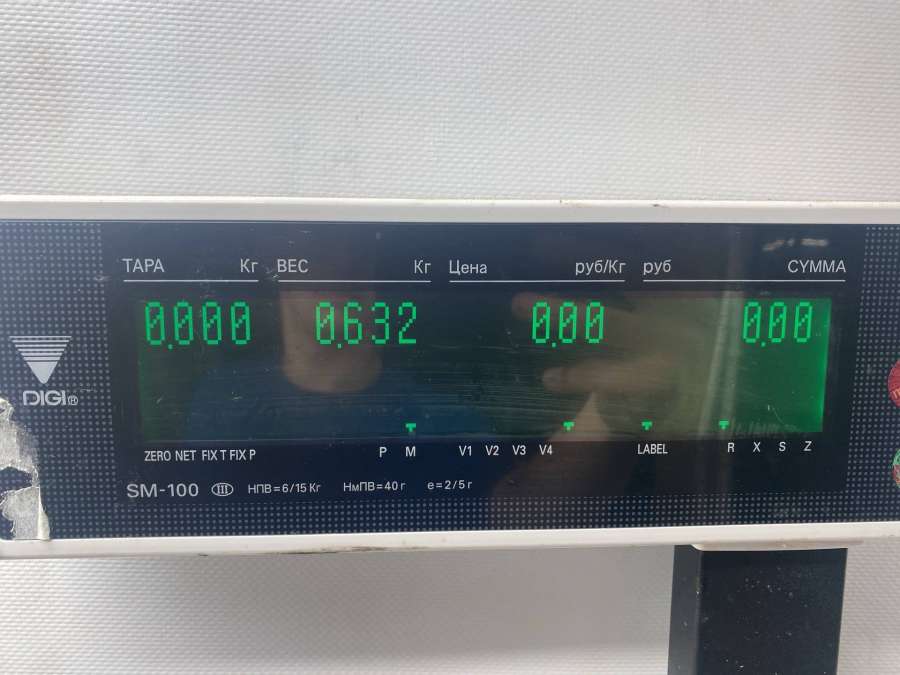 ТАРА Кг ВЕС Кг Цена руб/Кг руб СУММА
0.000 0.632 0.00 0.00
DIGI®
ZERO NET FIX T FIX P P M V1 V2 V3 V4 LABEL R X S Z
SM-100 III НПВ=6/15 Кг НмПВ=40 г e=2/5 г